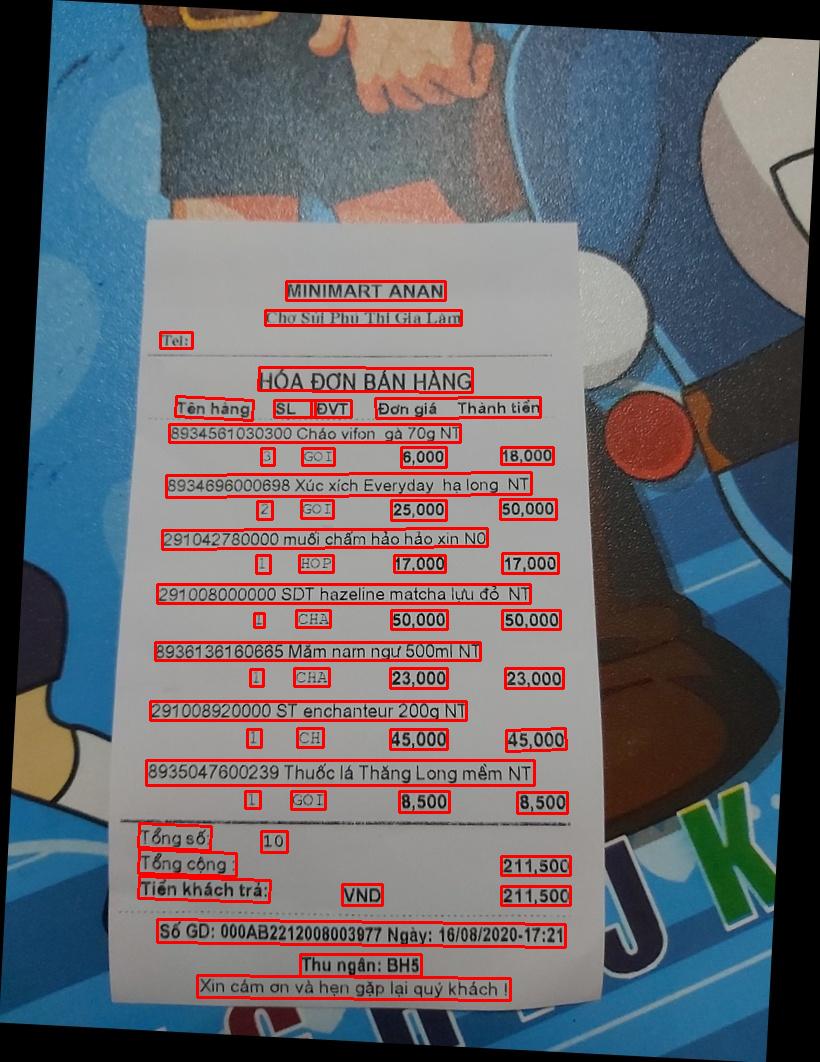 MINIMART ANAN
Chợ Sủi Phú Thị Gia Lâm
Tel:
HÓA ĐƠN BÁN HÀNG
Tên hàng SL ĐVT Đơn giá Thành tiền
8934561030300 Cháo vifon gà 70g NT
3 GOI 6,000 18,000
8934696000698 Xúc xích Everyday hạ long NT
2 GOI 25,000 50,000
291042780000 muối chấm hảo hảo xin N0
1 HOP 17,000 17,000
291008000000 SDT hazeline matcha lựu đỏ NT
1 CHA 50,000 50,000
8936136160665 Mắm nam ngư 500ml NT
1 CHA 23,000 23,000
291008920000 ST enchanteur 200g NT
1 CH 45,000 45,000
8935047600239 Thuốc lá Thăng Long mềm NT
1 GOI 8,500 8,500
Tổng số: 10
Tổng cộng : 211,500
Tiền khách trả: VND 211,500
Số GD: 000AB2212008003977 Ngày: 16/08/2020-17:21
Thu ngân: BH5
Xin cám ơn và hẹn gặp lại quý khách !